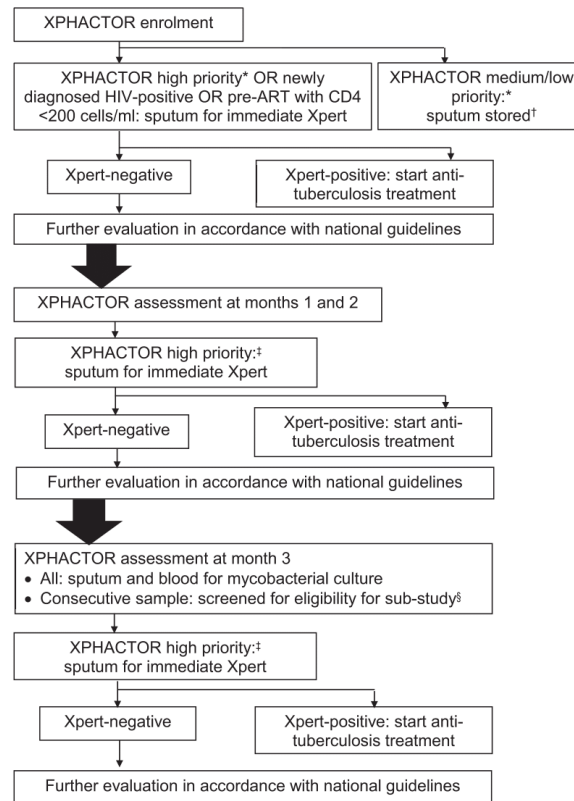 XPHACTOR enrolment
XPHACTOR high priority* OR newly
diagnosed HIV-positive OR pre-ART with CD4
<200 cells/ml: sputum for immediate Xpert
XPHACTOR medium/low
priority:*
sputum stored†
Xpert-negative
Xpert-positive: start anti-
tuberculosis treatment
Further evaluation in accordance with national guidelines
XPHACTOR assessment at months 1 and 2
XPHACTOR high priority:‡
sputum for immediate Xpert
Xpert-negative
Xpert-positive: start anti-
tuberculosis treatment
Further evaluation in accordance with national guidelines
XPHACTOR assessment at month 3
• All: sputum and blood for mycobacterial culture
• Consecutive sample: screened for eligibility for sub-study§
XPHACTOR high priority:‡
sputum for immediate Xpert
Xpert-negative
Xpert-positive: start anti-
tuberculosis treatment
Further evaluation in accordance with national guidelines